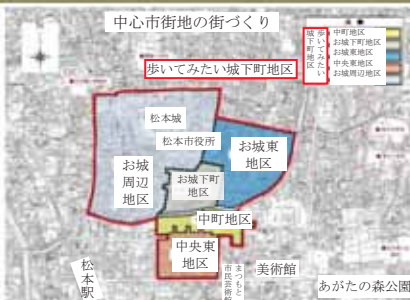 中心市街地の街づくり
歩いてみたい城下町地区
歩いてみたい
城下町地区
中町地区
お城下町地区
お城東地区
中央東地区
お城周辺地区
松本城
松本市役所
お城東
地区
お城
周辺
地区
お城下町
地区
中町地区
中央東
地区
松本駅
まつもと
市民芸術館
美術館
あがたの森公園